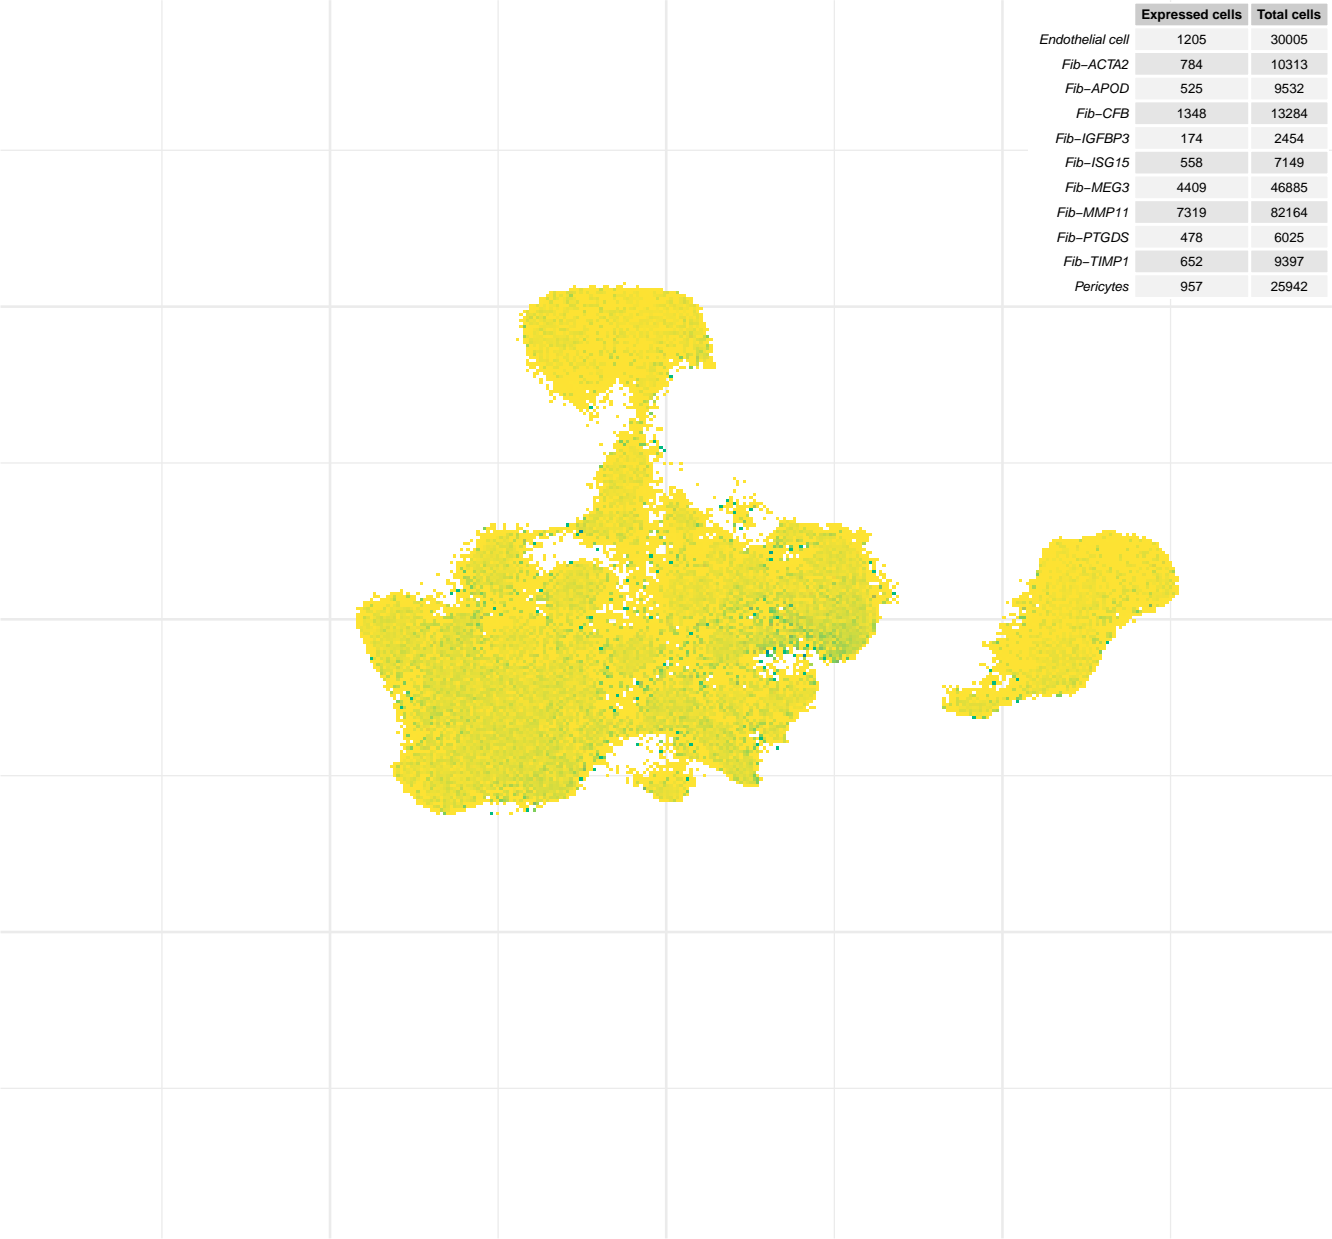 Expressed cells Total cells
Endothelial cell 1205 30005
Fib−ACTA2 784 10313
Fib−APOD 525 9532
Fib−CFB 1348 13284
Fib−IGFBP3 174 2454
Fib−ISG15 558 7149
Fib−MEG3 4409 46885
Fib−MMP11 7319 82164
Fib−PTGDS 478 6025
Fib−TIMP1 652 9397
Pericytes 957 25942